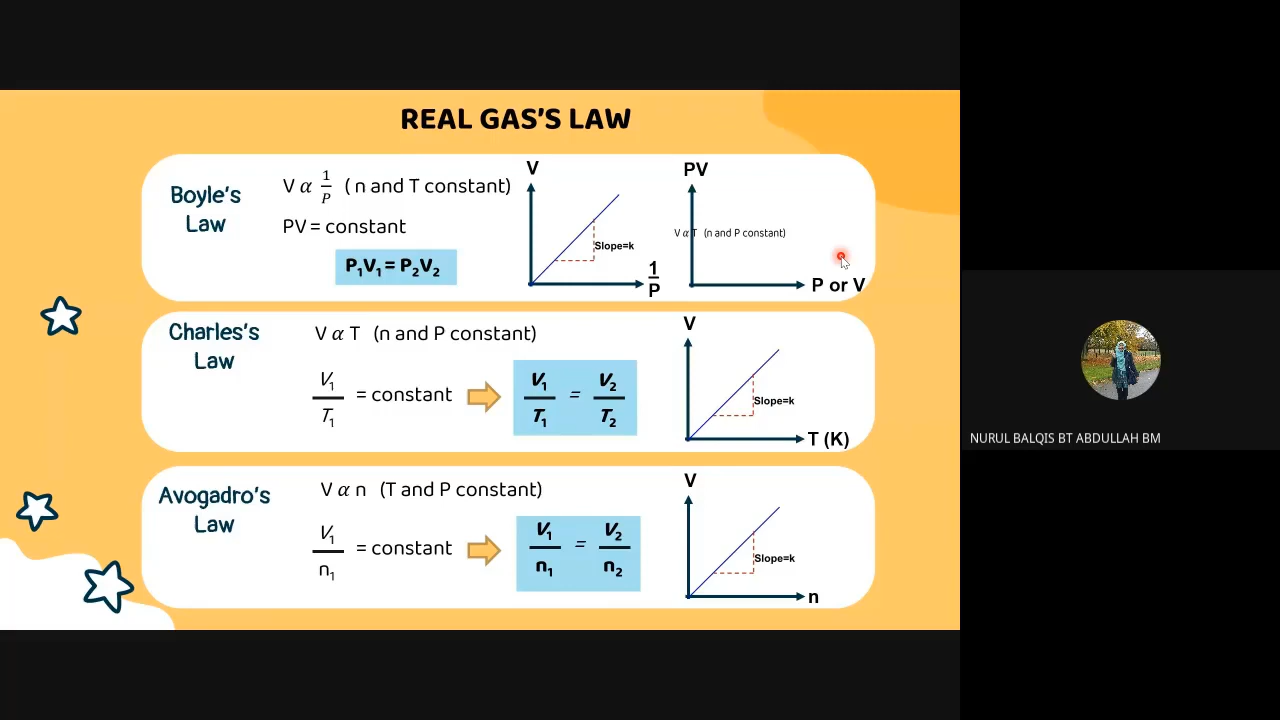 REAL GAS'S LAW
Boyle's
Law
V α 1/P ( n and T constant)
PV = constant
P₁V₁ = P₂V₂
V
Slope=k
1/P
PV
V α T (n and P constant)
P or V
Charles's
Law
V α T (n and P constant)
V₁/T₁ = constant
V₁/T₁ = V₂/T₂
V
Slope=k
T (K)
Avogadro's
Law
V α n (T and P constant)
V₁/n₁ = constant
V₁/n₁ = V₂/n₂
V
Slope=k
n
NURUL BALQIS BT ABDULLAH BM